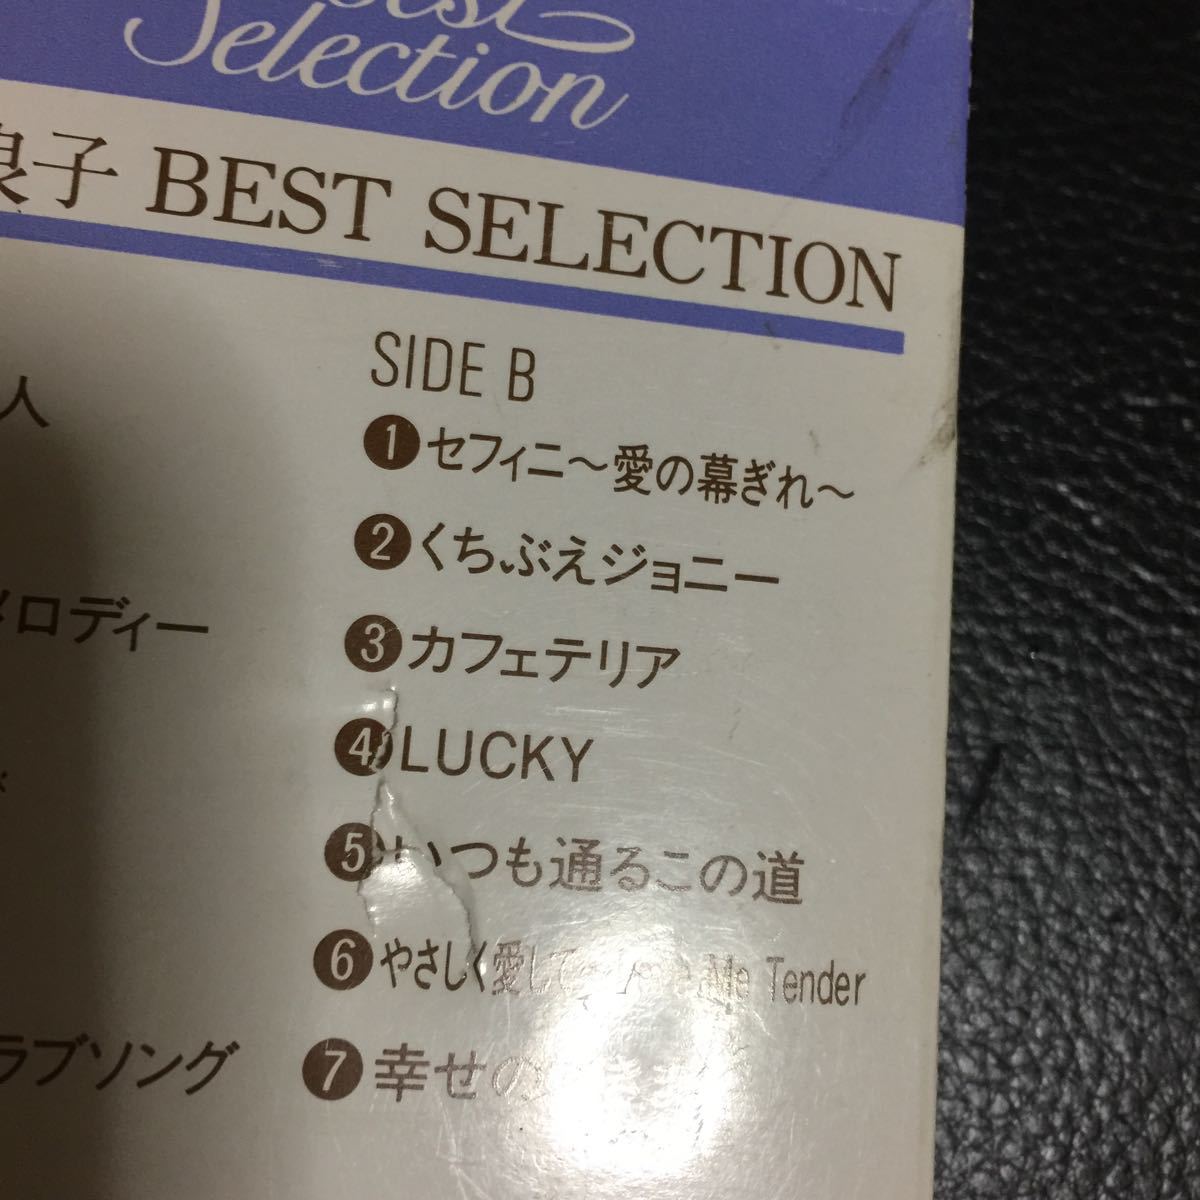 Best
Selection
良子 BEST SELECTION
人
メロディー
ラブソング
SIDE B
❶セフィニ〜愛の幕ぎれ〜
❷くちぶえジョニー
❸カフェテリア
❹LUCKY
❺いつも通るこの道
❻やさしく愛して Me Tender
❼幸せの